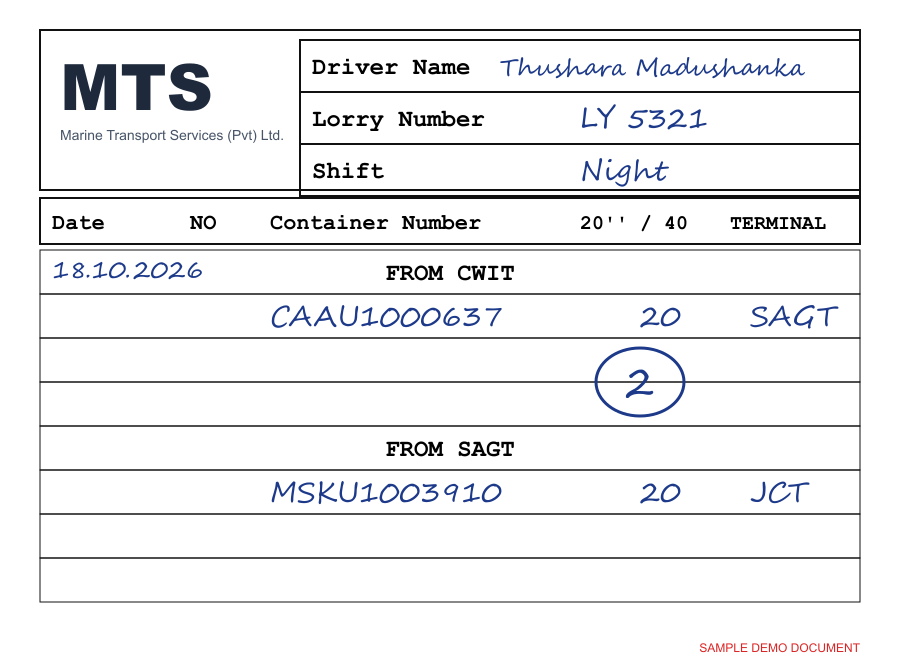 MTS
Marine Transport Services (Pvt) Ltd.
Driver Name Thushara Madushanka
Lorry Number LY 5321
Shift Night
Date NO Container Number 20'' / 40 TERMINAL
18.10.2026 FROM CWIT
CAAU1000637 20 SAGT
2
FROM SAGT
MSKU1003910 20 JCT
SAMPLE DEMO DOCUMENT